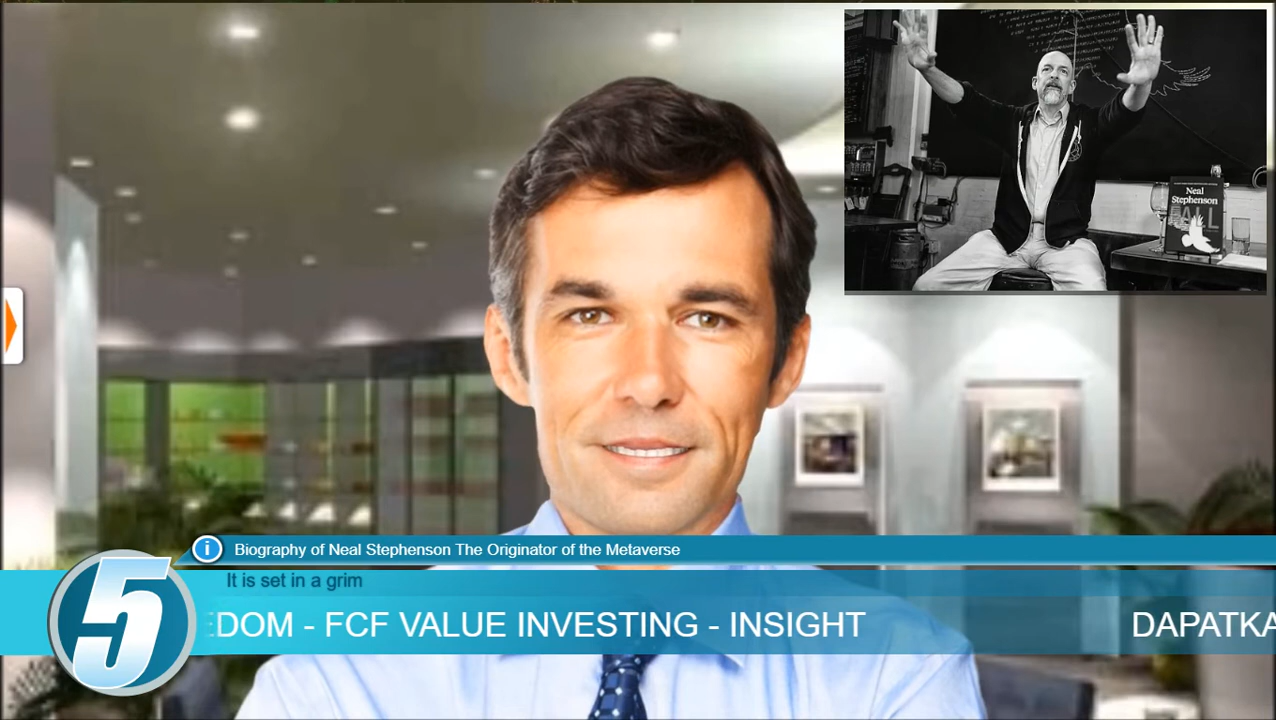 Neal
Stephenson
FALL
i
Biography of Neal Stephenson The Originator of the Metaverse
It is set in a grim
5
DOM - FCF VALUE INVESTING - INSIGHT
DAPATKA